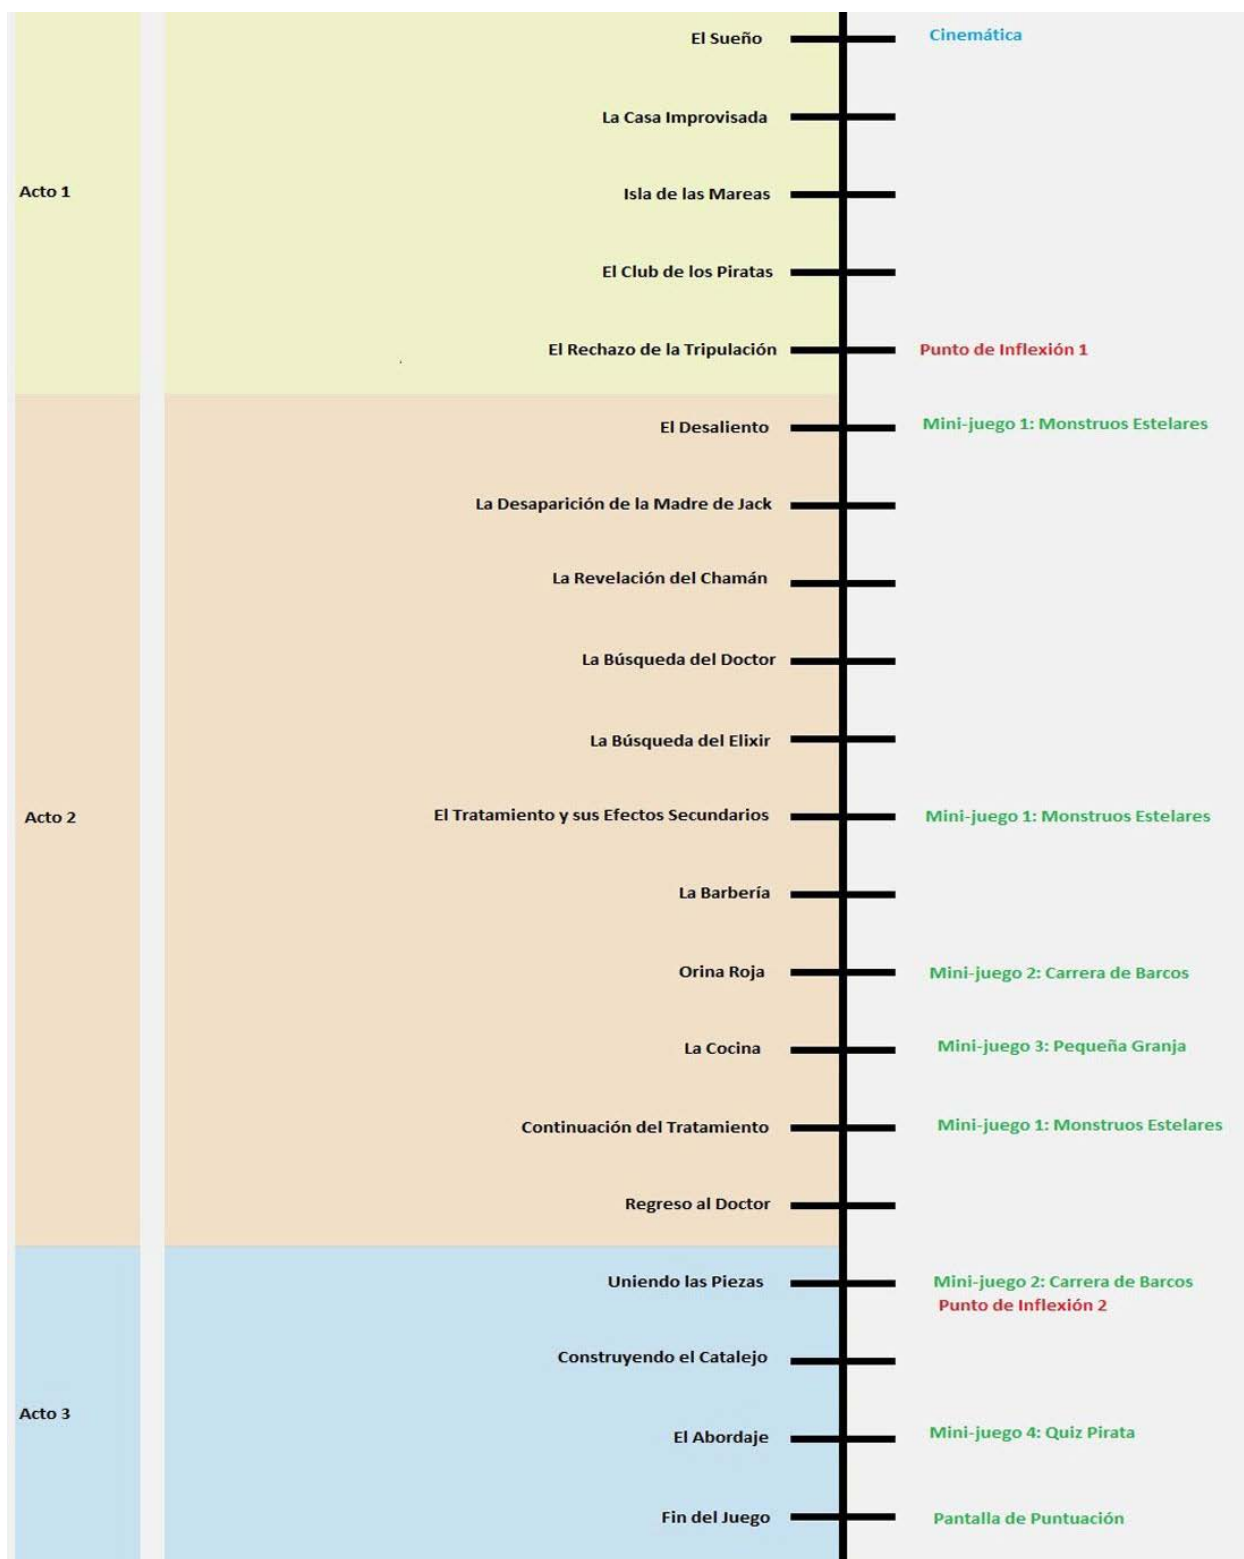 El Sueño
Cinemática
La Casa Improvisada
Acto 1
Isla de las Mareas
El Club de los Piratas
El Rechazo de la Tripulación
Punto de Inflexión 1
El Desaliento
Mini-juego 1: Monstruos Estelares
La Desaparición de la Madre de Jack
La Revelación del Chamán
La Búsqueda del Doctor
La Búsqueda del Elixir
Acto 2
El Tratamiento y sus Efectos Secundarios
Mini-juego 1: Monstruos Estelares
La Barbería
Orina Roja
Mini-juego 2: Carrera de Barcos
La Cocina
Mini-juego 3: Pequeña Granja
Continuación del Tratamiento
Mini-juego 1: Monstruos Estelares
Regreso al Doctor
Uniendo las Piezas
Mini-juego 2: Carrera de Barcos
Punto de Inflexión 2
Construyendo el Catalejo
Acto 3
El Abordaje
Mini-juego 4: Quiz Pirata
Fin del Juego
Pantalla de Puntuación